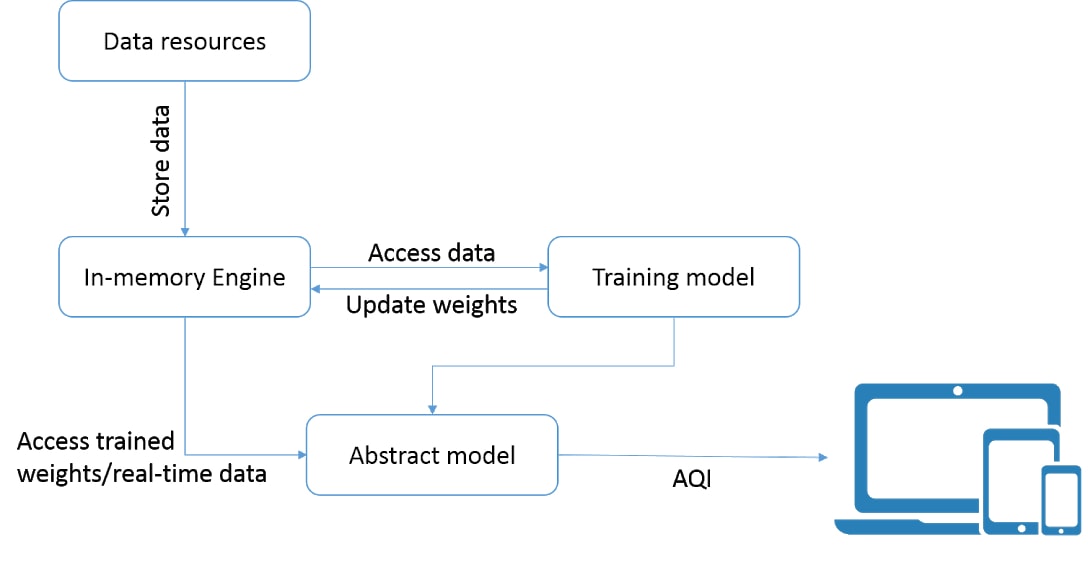 Data resources
Store data
In-memory Engine
Access data
Update weights
Training model
Access trained
weights/real-time data
Abstract model
AQI